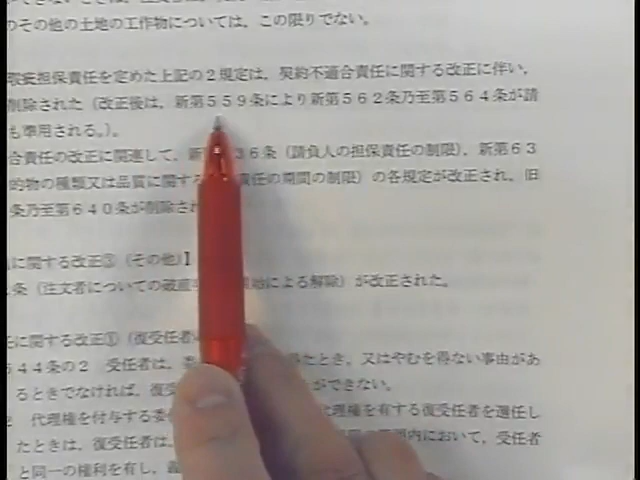 のその他の土地の工作物については，この限りでない。
瑕疵担保責任を定めた上記の２規定は，契約不適合責任に関する改正に伴い，
削除された（改正後は，新第５５９条により新第５６２条乃至第５６４条が請
も準用される。）。
合責任の改正に関連して，新 ３６条（請負人の担保責任の制限），新第６３
的物の種類又は品質に関す 責任の期間の制限）の各規定が改正され，旧
条乃至第６４０条が削除さ
に関する改正③（その他）】
条（注文者についての破産 開始による解除）が改正された。
に関する改正①（復受任者
４４条の２ 受任者は， 得たとき，又はやむを得ない事由があ
るときでなければ，復受 ができない。
２ 代理権を付与する委 代理権を有する復受任者を選任し
たときは，復受任者は， 内において，受任者
と同一の権利を有し，